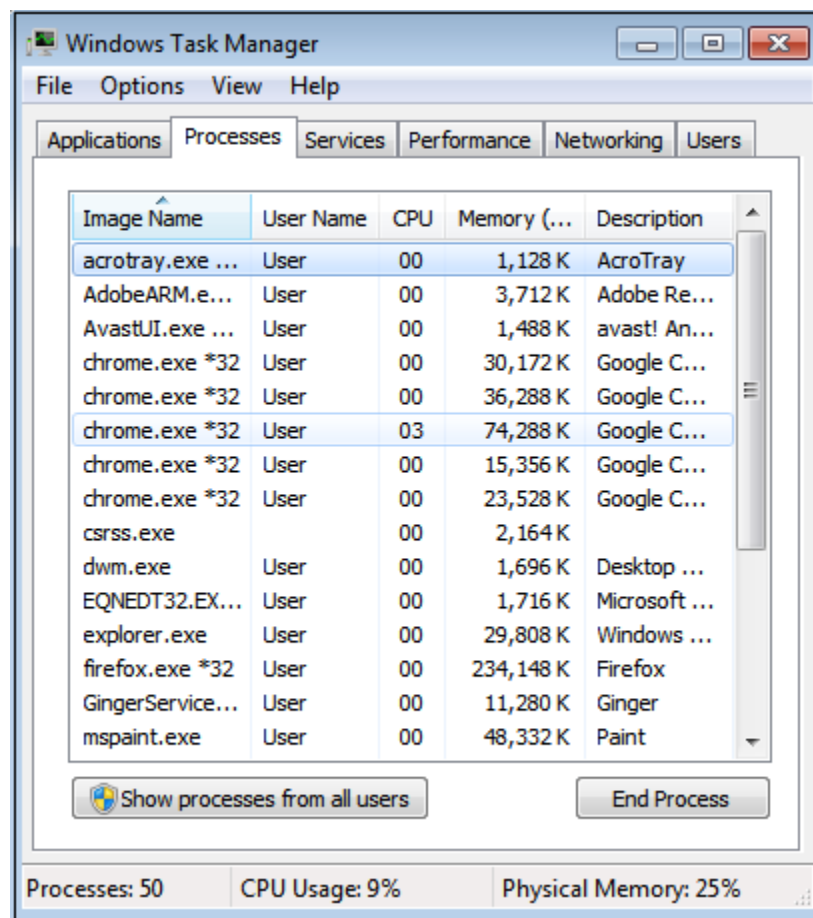 Windows Task Manager
File Options View Help
Applications Processes Services Performance Networking Users
Image Name User Name CPU Memory (... Description
acrotray.exe ... User 00 1,128 K AcroTray
AdobeARM.e... User 00 3,712 K Adobe Re...
AvastUI.exe ... User 00 1,488 K avast! An...
chrome.exe *32 User 00 30,172 K Google C...
chrome.exe *32 User 00 36,288 K Google C...
chrome.exe *32 User 03 74,288 K Google C...
chrome.exe *32 User 00 15,356 K Google C...
chrome.exe *32 User 00 23,528 K Google C...
csrss.exe 00 2,164 K
dwm.exe User 00 1,696 K Desktop ...
EQNEDT32.EX... User 00 1,716 K Microsoft ...
explorer.exe User 00 29,808 K Windows ...
firefox.exe *32 User 00 234,148 K Firefox
GingerService... User 00 11,280 K Ginger
mspaint.exe User 00 48,332 K Paint
Show processes from all users End Process
Processes: 50 CPU Usage: 9% Physical Memory: 25%